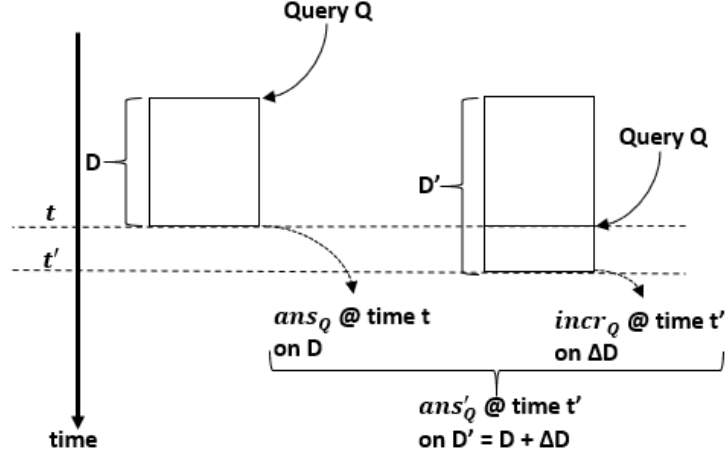 Query Q
Query Q
D
D'
t
t'
ans_Q @ time t
on D
incr_Q @ time t'
on ΔD
ans'_Q @ time t'
on D' = D + ΔD
time